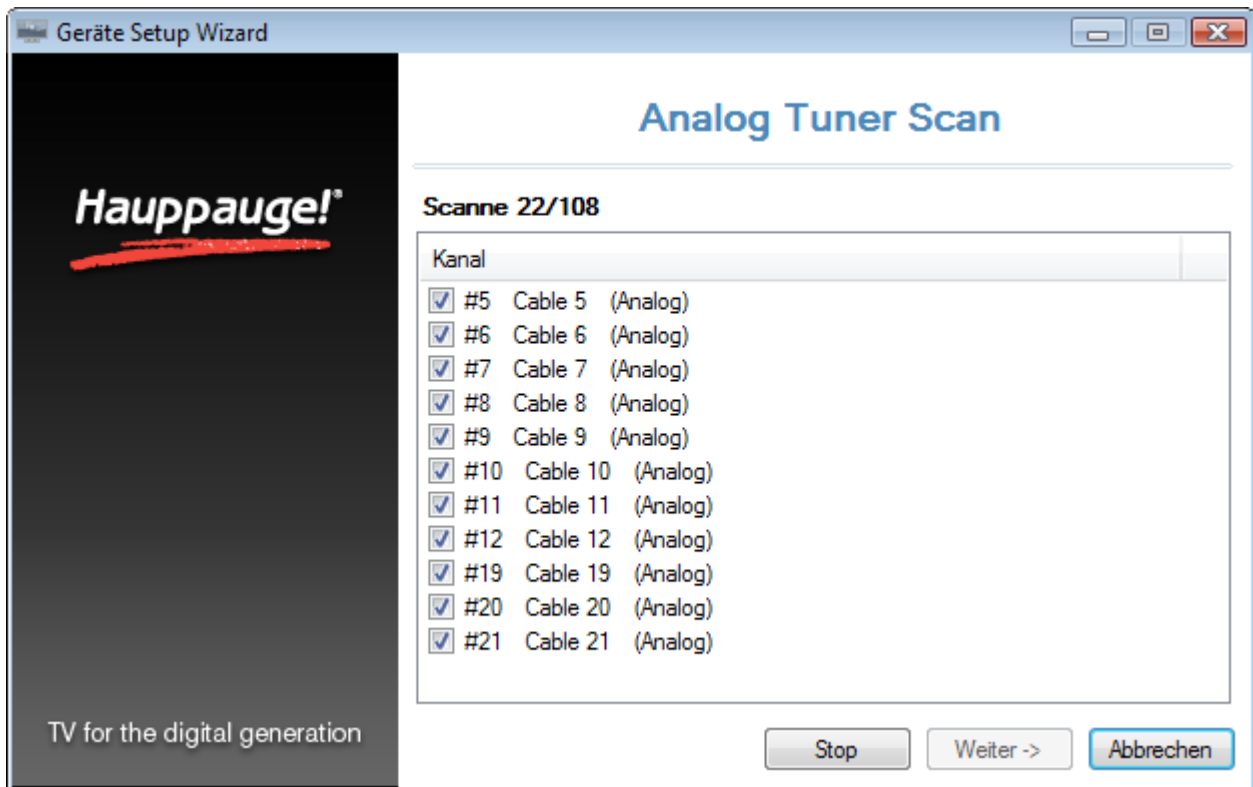 Geräte Setup Wizard
Hauppauge!®
TV for the digital generation
Analog Tuner Scan
Scanne 22/108
Kanal
#5 Cable 5 (Analog)
#6 Cable 6 (Analog)
#7 Cable 7 (Analog)
#8 Cable 8 (Analog)
#9 Cable 9 (Analog)
#10 Cable 10 (Analog)
#11 Cable 11 (Analog)
#12 Cable 12 (Analog)
#19 Cable 19 (Analog)
#20 Cable 20 (Analog)
#21 Cable 21 (Analog)
Stop Weiter -> Abbrechen